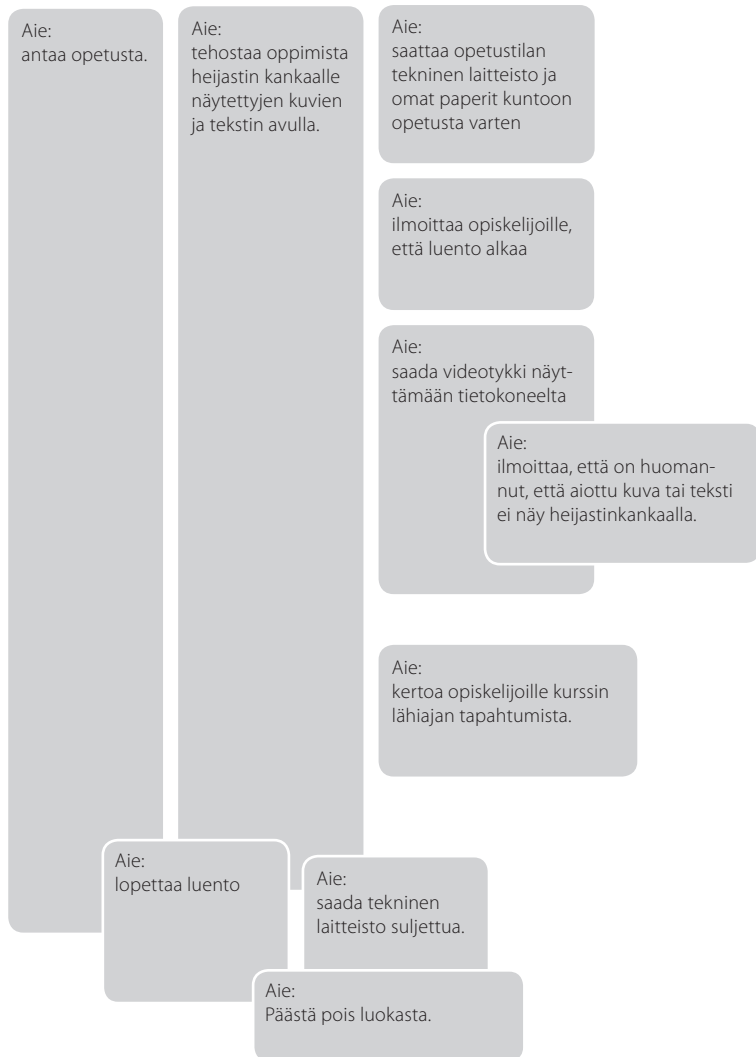 Aie:
antaa opetusta.
Aie:
tehostaa oppimista
heijastin kankaalle
näytettyjen kuvien
ja tekstin avulla.
Aie:
saattaa opetustilan
tekninen laitteisto ja
omat paperit kuntoon
opetusta varten
Aie:
ilmoittaa opiskelijoille,
että luento alkaa
Aie:
saada videotykki näyt-
tämään tietokoneelta
Aie:
ilmoittaa, että on huoman-
nut, että aiottu kuva tai teksti
ei näy heijastinkankaalla.
Aie:
kertoa opiskelijoille kurssin
lähiajan tapahtumista.
Aie:
lopettaa luento
Aie:
saada tekninen
laitteisto suljettua.
Aie:
Päästä pois luokasta.